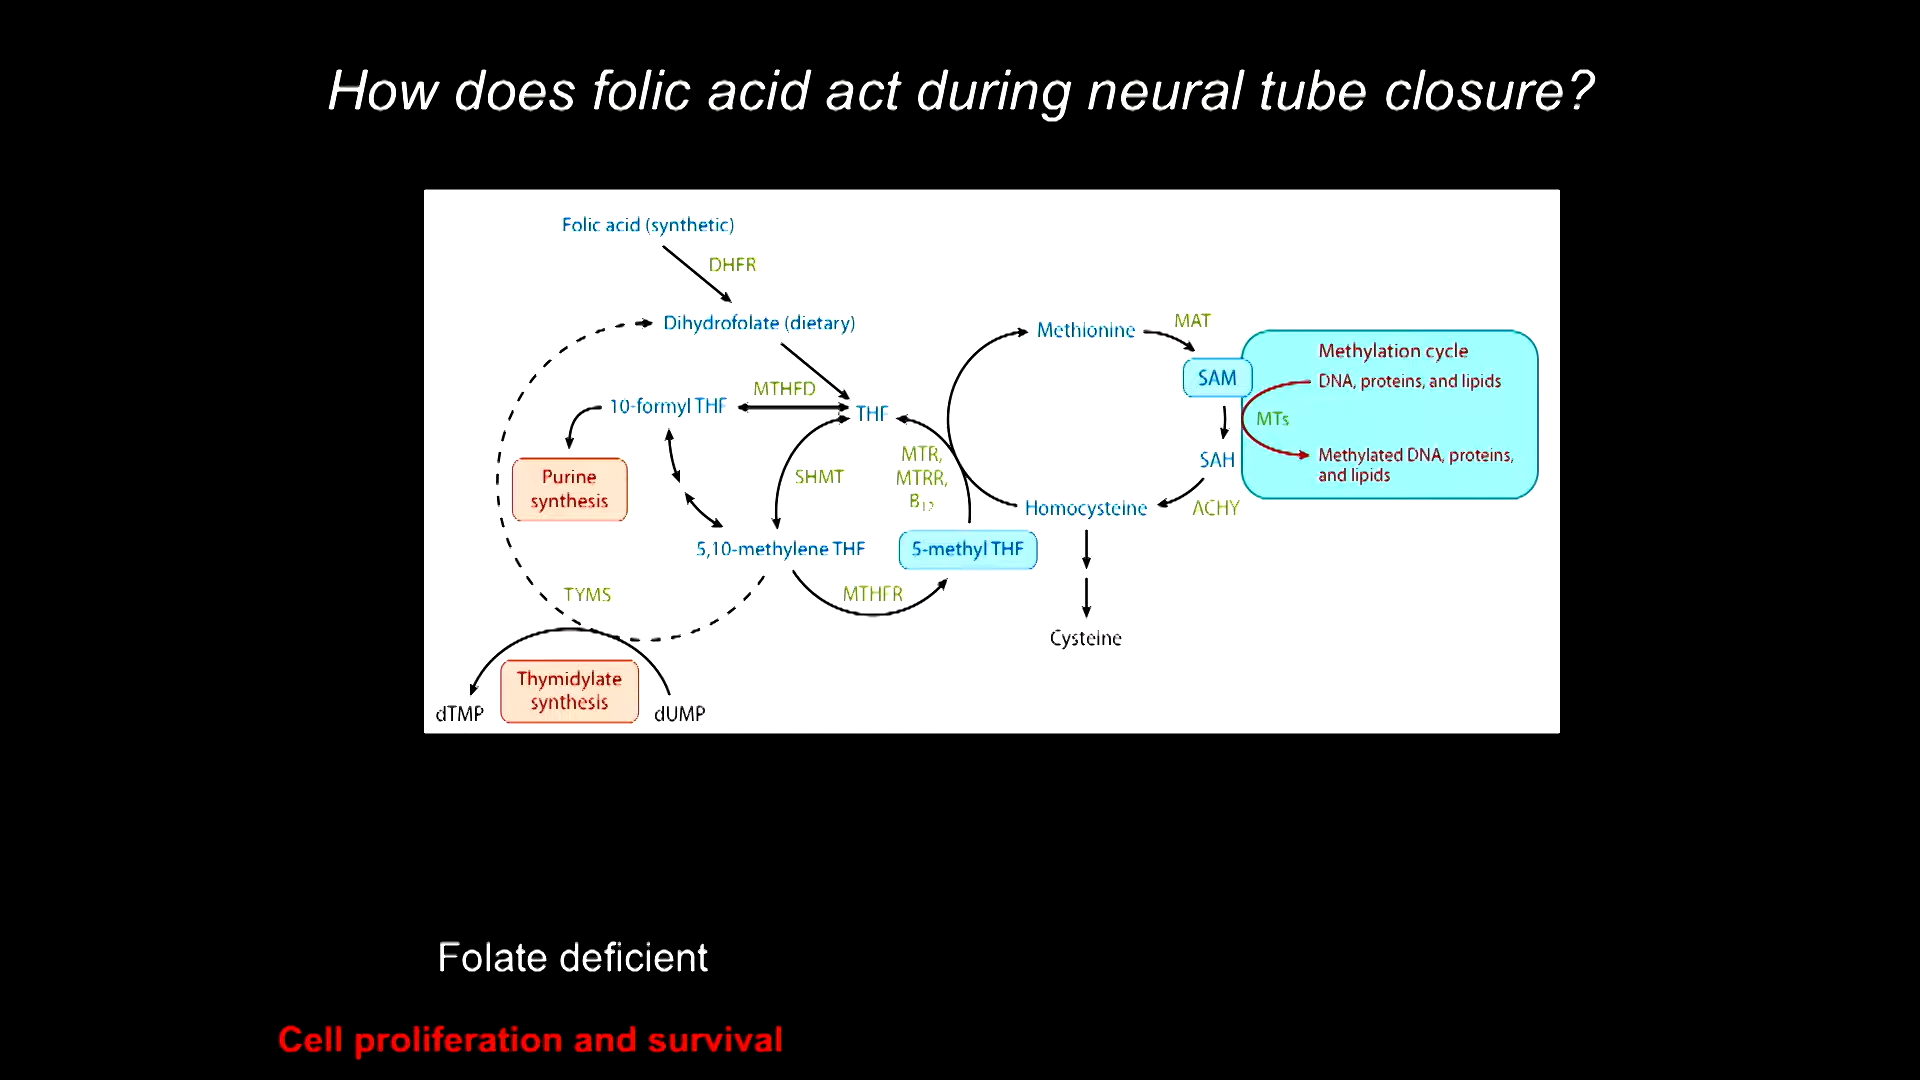 How does folic acid act during neural tube closure?
Folic acid (synthetic)
DHFR
Dihydrofolate (dietary)
Methionine
MAT
Methylation cycle
SAM
DNA, proteins, and lipids
MTHFD
10-formyl THF
THF
MTs
MTR,
MTRR,
B12
SAH
Methylated DNA, proteins,
and lipids
Purine
synthesis
SHMT
Homocysteine
ACHY
5,10-methylene THF
5-methyl THF
TYMS
MTHFR
Cysteine
Thymidylate
synthesis
dTMP
dUMP
Folate deficient
Cell proliferation and survival